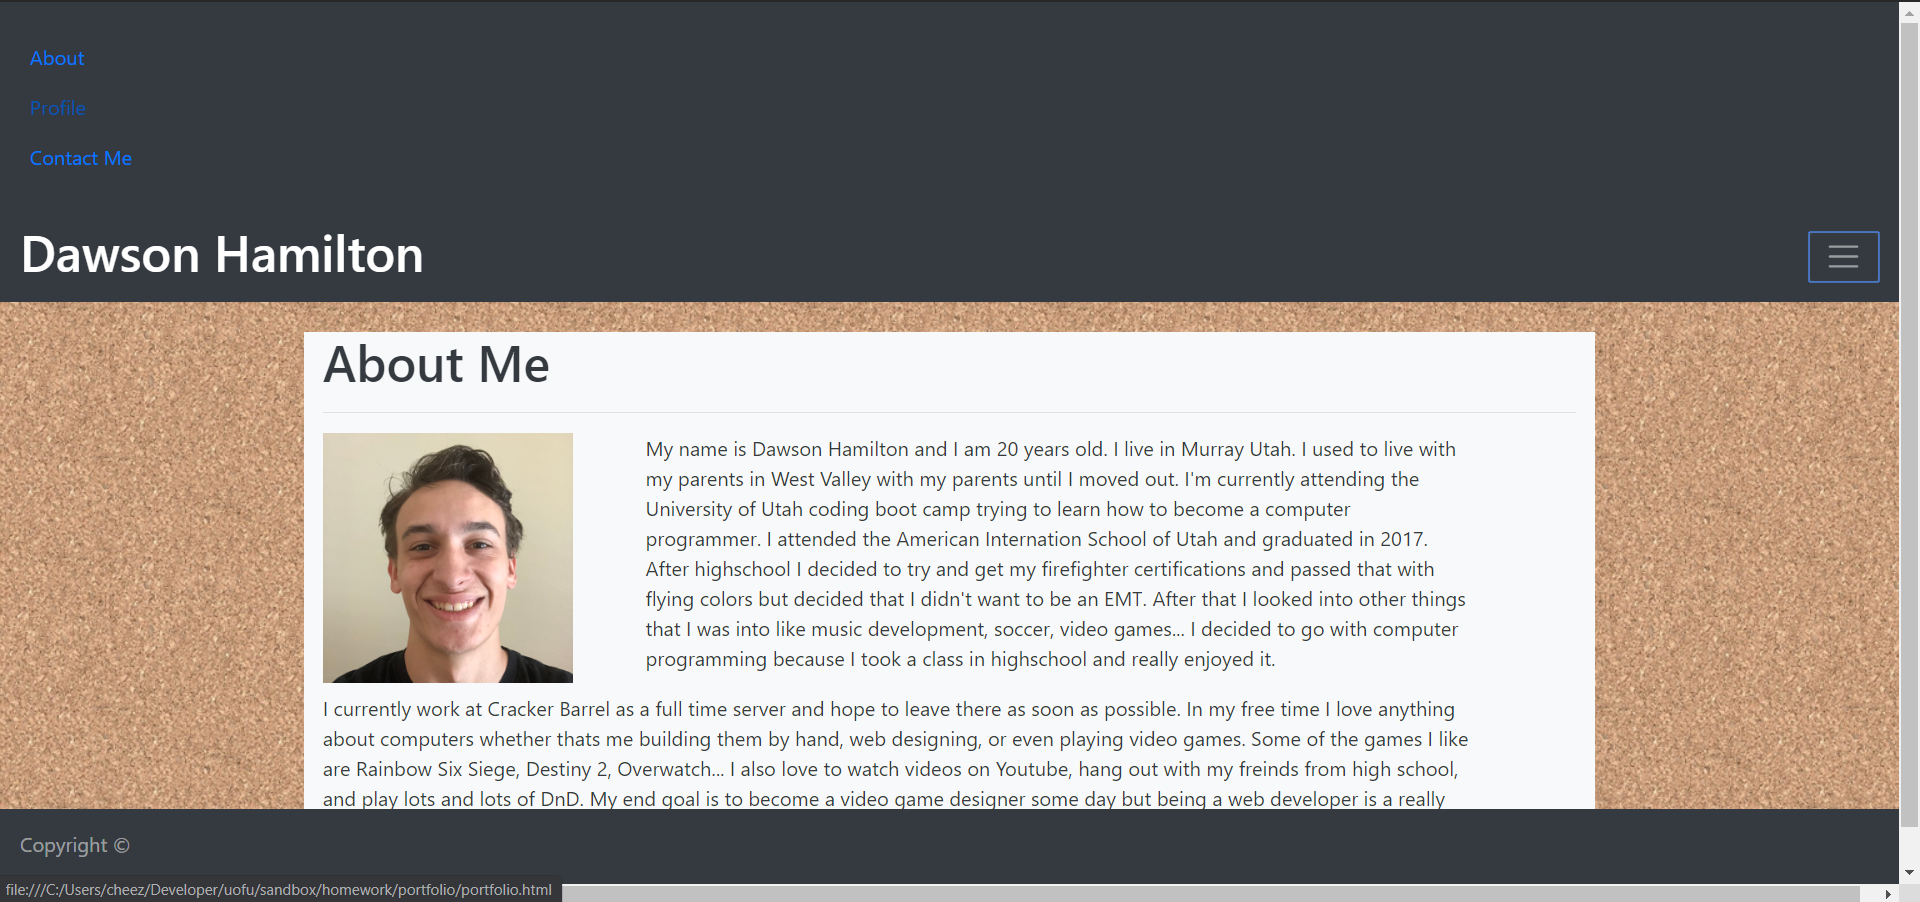 About
Profile
Contact Me
Dawson Hamilton
About Me
My name is Dawson Hamilton and I am 20 years old. I live in Murray Utah. I used to live with
my parents in West Valley with my parents until I moved out. I'm currently attending the
University of Utah coding boot camp trying to learn how to become a computer
programmer. I attended the American Internation School of Utah and graduated in 2017.
After highschool I decided to try and get my firefighter certifications and passed that with
flying colors but decided that I didn't want to be an EMT. After that I looked into other things
that I was into like music development, soccer, video games... I decided to go with computer
programming because I took a class in highschool and really enjoyed it.
I currently work at Cracker Barrel as a full time server and hope to leave there as soon as possible. In my free time I love anything
about computers whether thats me building them by hand, web designing, or even playing video games. Some of the games I like
are Rainbow Six Siege, Destiny 2, Overwatch... I also love to watch videos on Youtube, hang out with my freinds from high school,
and play lots and lots of DnD. My end goal is to become a video game designer some day but being a web developer is a really
Copyright ©
file:///C:/Users/cheez/Developer/uofu/sandbox/homework/portfolio/portfolio.html